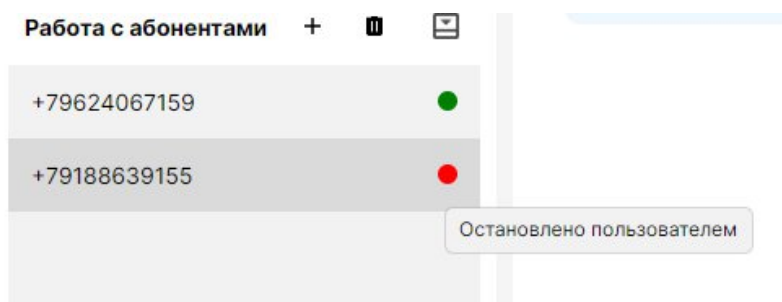 Работа с абонентами
+79624067159
+79188639155
Остановлено пользователем